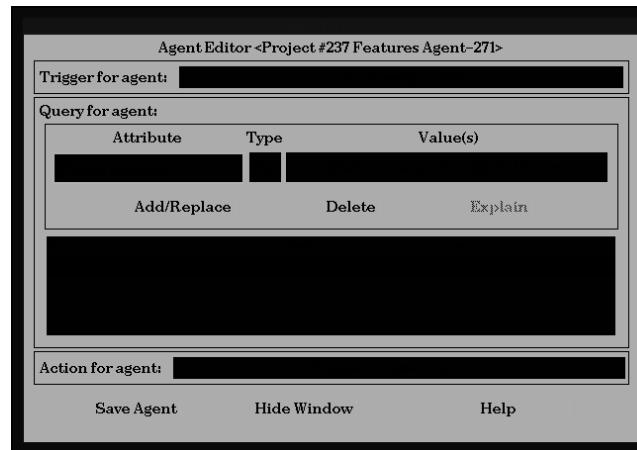 Agent Editor <Project #237 Features Agent-271>
Trigger for agent:
Query for agent:
Attribute Type Value(s)
Add/Replace Delete Explain
Action for agent:
Save Agent Hide Window Help